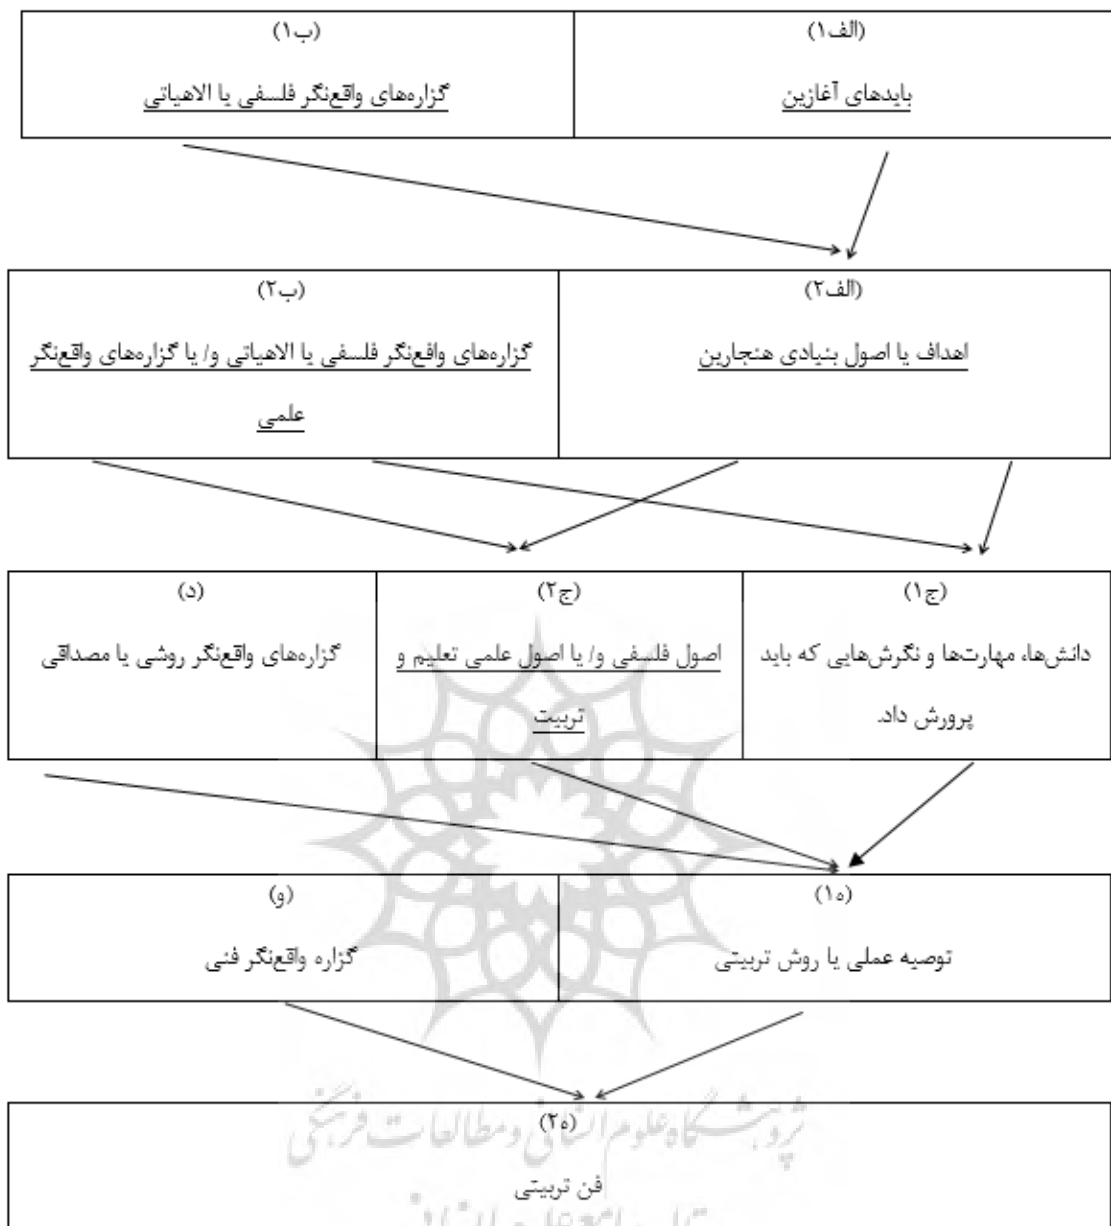 (الف۱)
بایدهای آغازین
(ب۱)
گزاره‌های واقع‌نگر فلسفی یا الاهیاتی
(الف۲)
اهداف یا اصول بنیادی هنجارین
(ب۲)
گزاره‌های واقع‌نگر فلسفی یا الاهیاتی و/ یا گزاره‌های واقع‌نگر
علمی
(ج۱)
دانش‌ها، مهارت‌ها و نگرش‌هایی که باید
پرورش داد.
(ج۲)
اصول فلسفی و/ یا اصول علمی تعلیم و
تربیت
(د)
گزاره‌های واقع‌نگر روشی یا مصداقی
(ه۱)
توصیه عملی یا روش تربیتی
(و)
گزاره واقع‌نگر فنی
(ه۲)
پژوهشگاه علوم انسانی و مطالعات فرهنگی
فن تربیتی